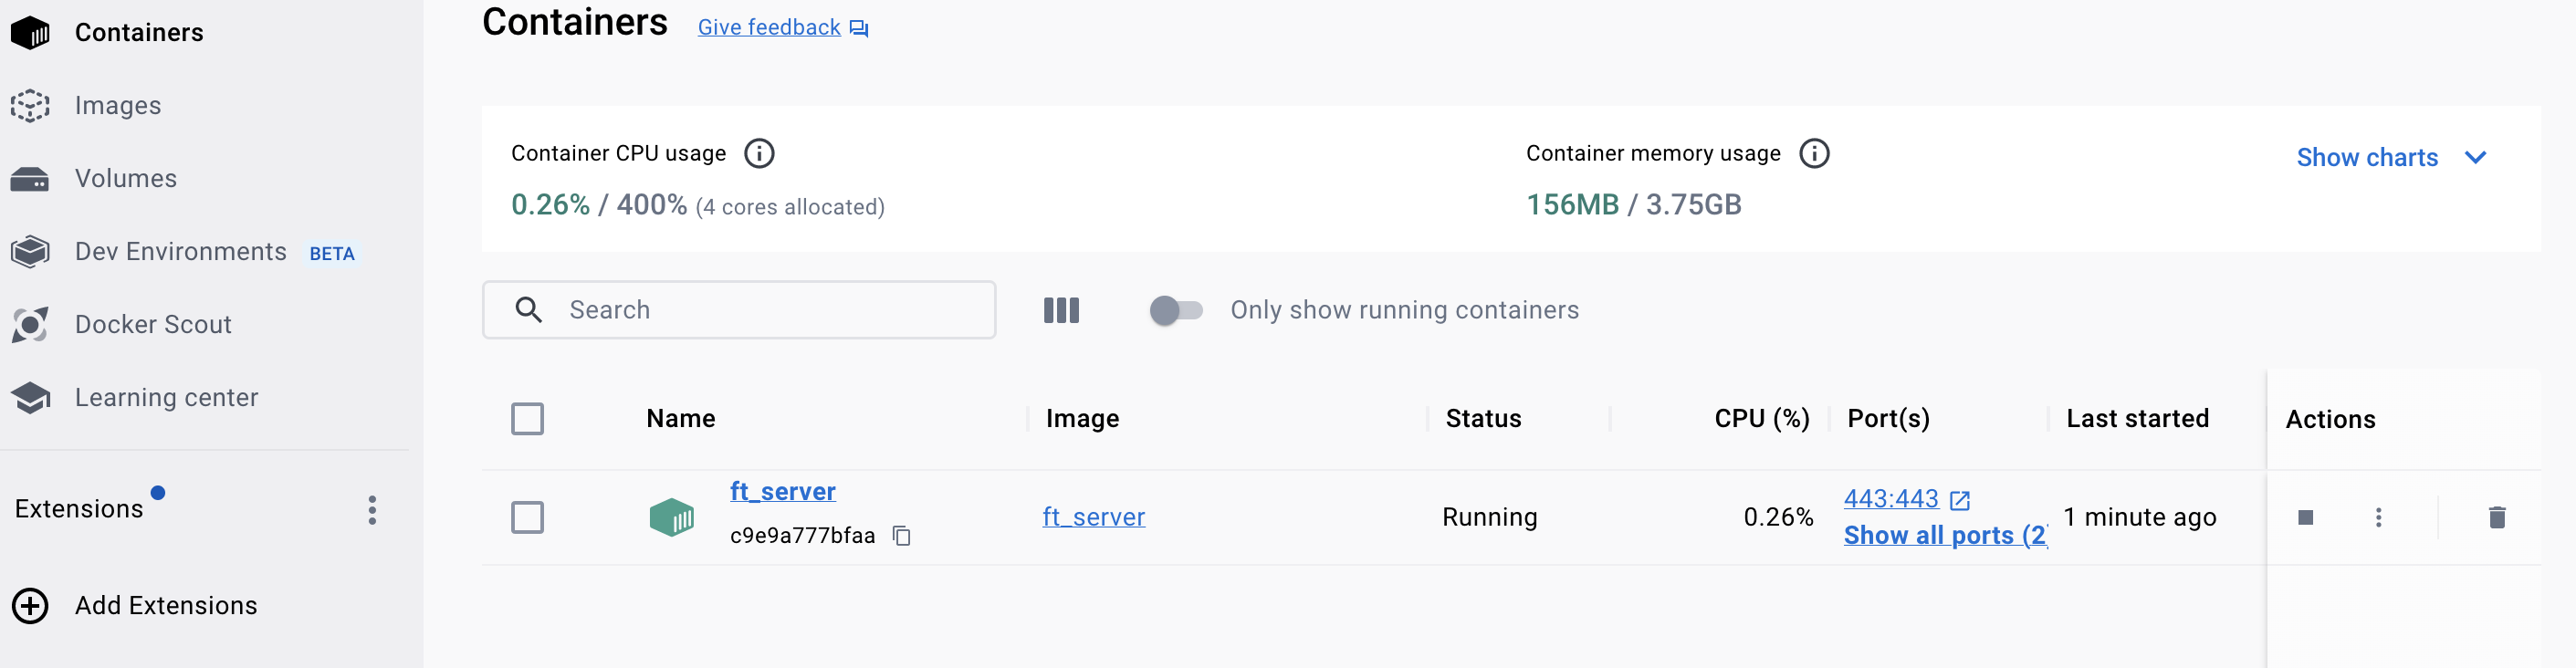 Containers
Images
Volumes
Dev Environments BETA
Docker Scout
Learning center
Extensions
Add Extensions
Containers Give feedback
Container CPU usage
0.26% / 400% (4 cores allocated)
Container memory usage
156MB / 3.75GB
Show charts
Search
Only show running containers
Name Image Status CPU (%) Port(s) Last started Actions
ft_server
c9e9a777bfaa
ft_server
Running
0.26%
443:443
Show all ports (2
1 minute ago